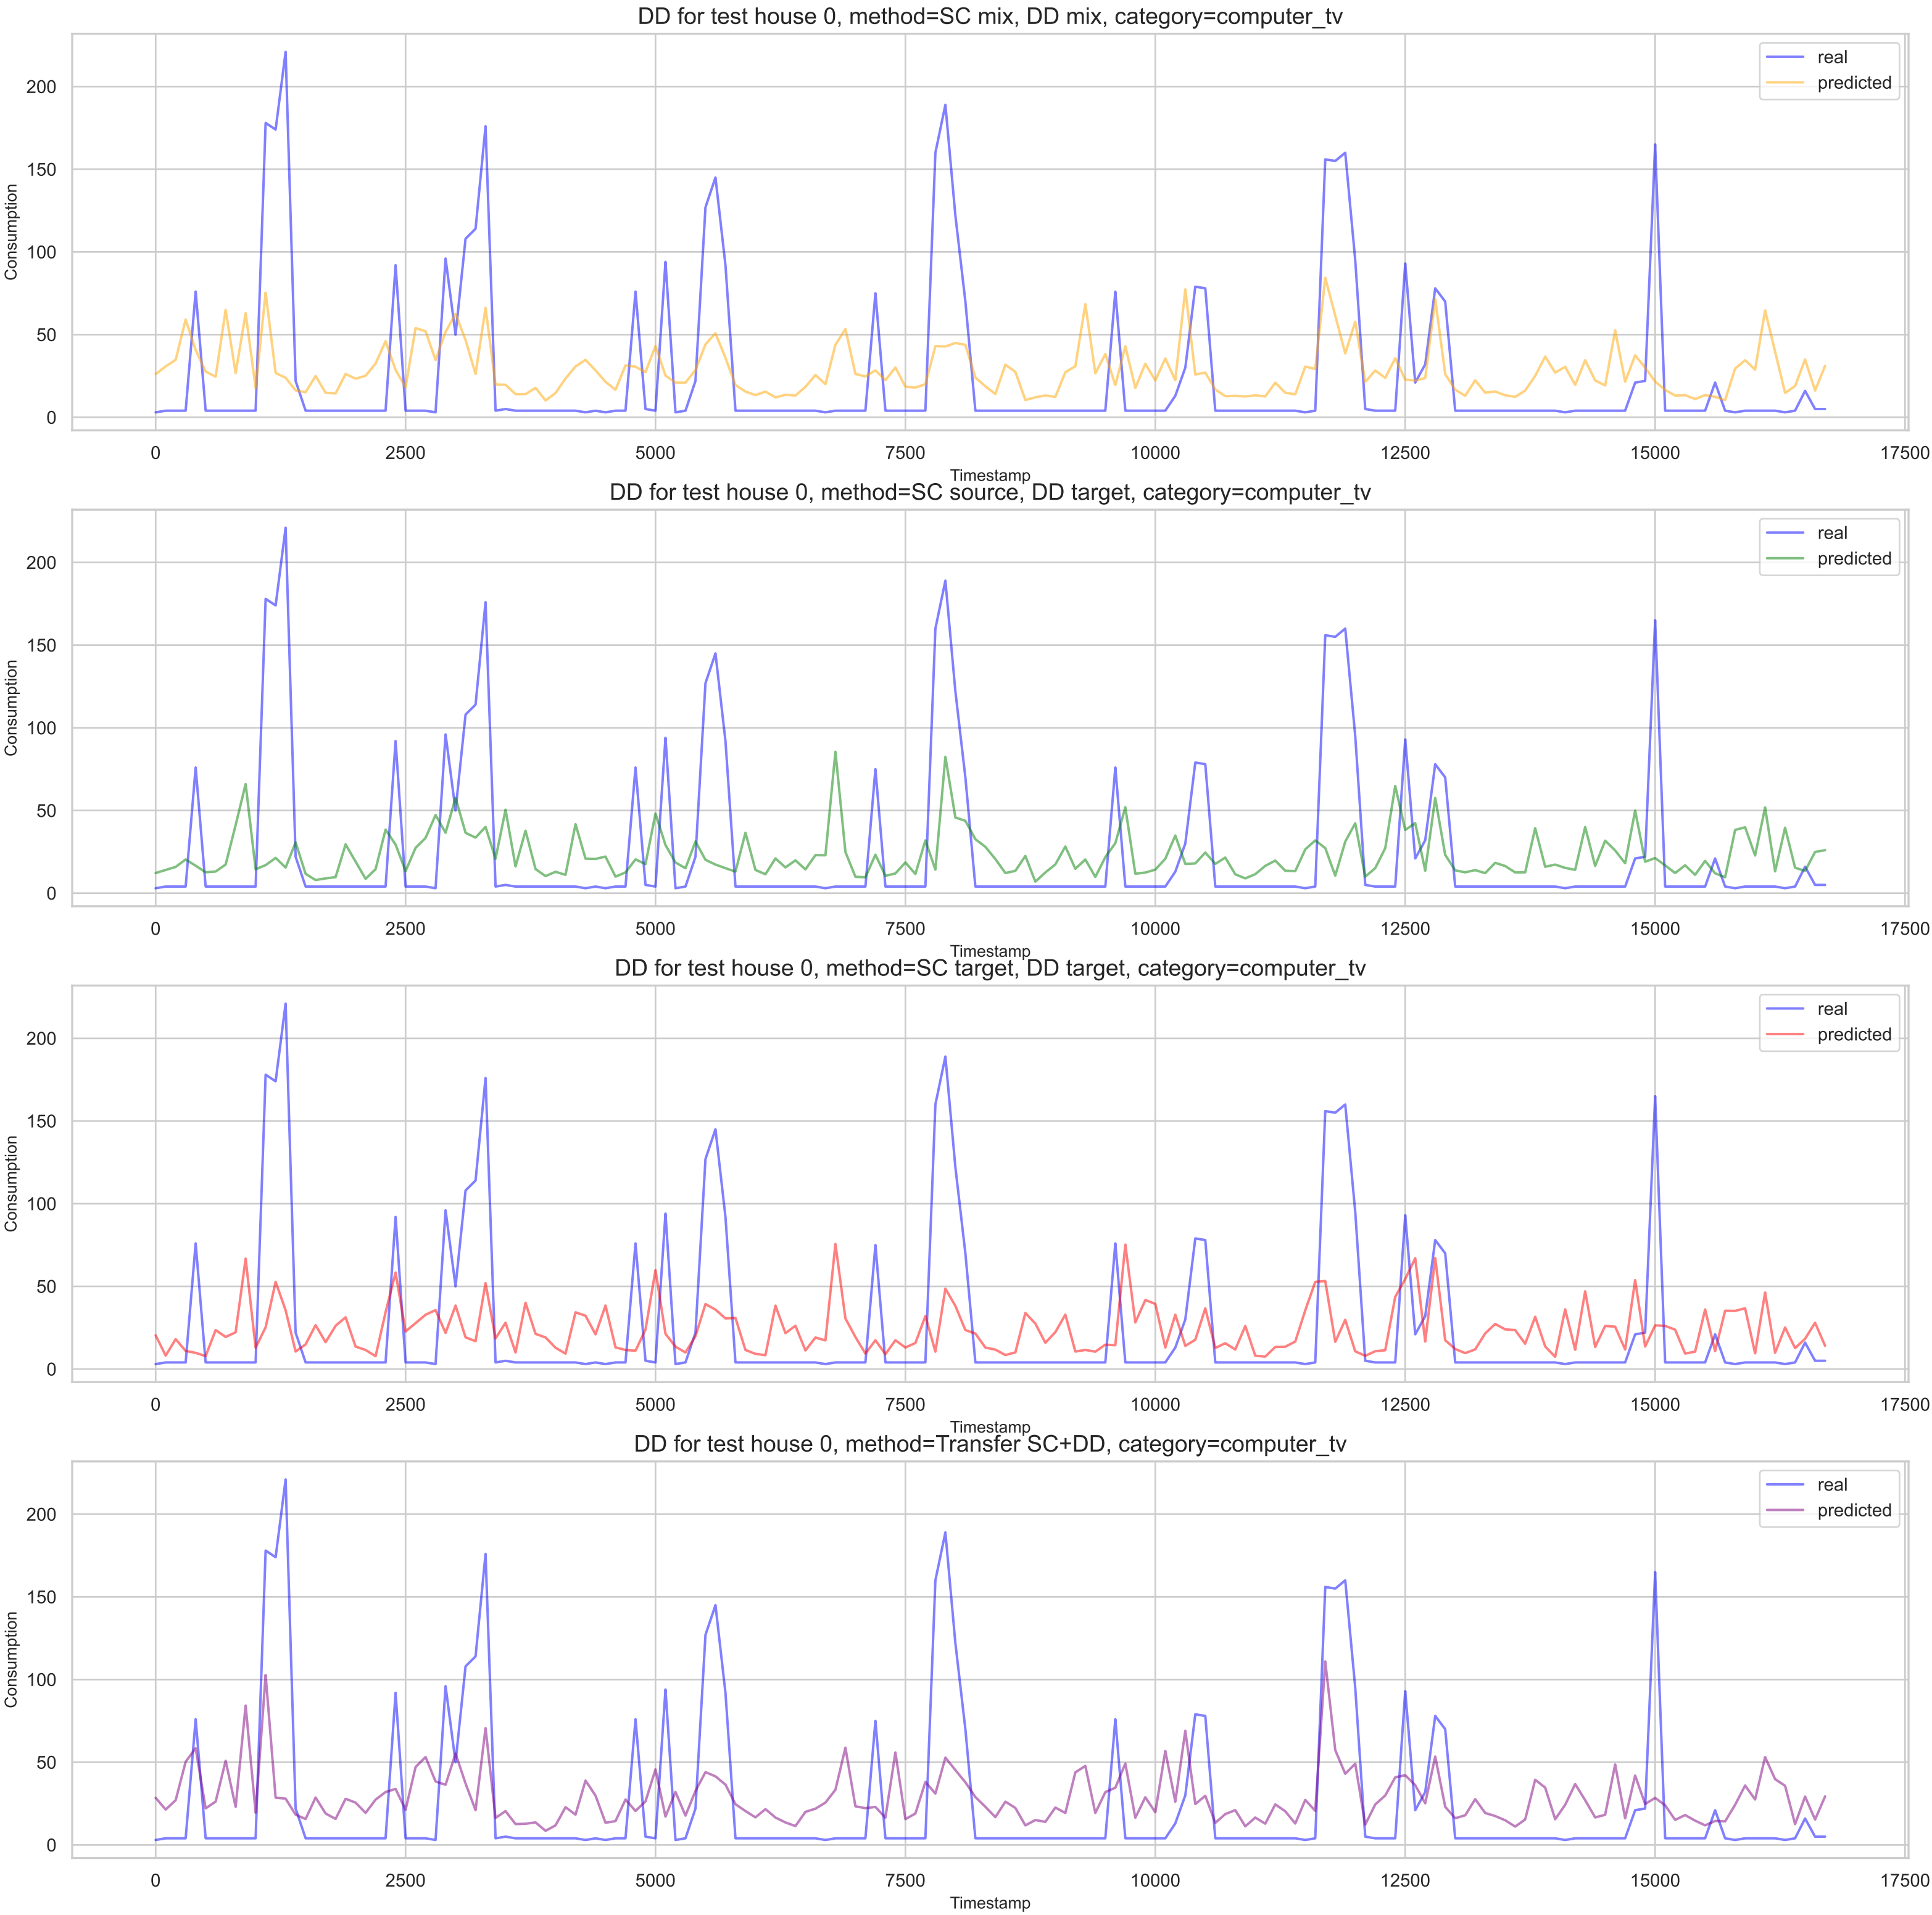 DD for test house 0, method=SC mix, DD mix, category=computer_tv
real
predicted
200
150
100
50
0
Consumption
0 2500 5000 7500 10000 12500 15000 17500
Timestamp
DD for test house 0, method=SC source, DD target, category=computer_tv
real
predicted
200
150
100
50
0
Consumption
0 2500 5000 7500 10000 12500 15000 17500
Timestamp
DD for test house 0, method=SC target, DD target, category=computer_tv
real
predicted
200
150
100
50
0
Consumption
0 2500 5000 7500 10000 12500 15000 17500
Timestamp
DD for test house 0, method=Transfer SC+DD, category=computer_tv
real
predicted
200
150
100
50
0
Consumption
0 2500 5000 7500 10000 12500 15000 17500
Timestamp